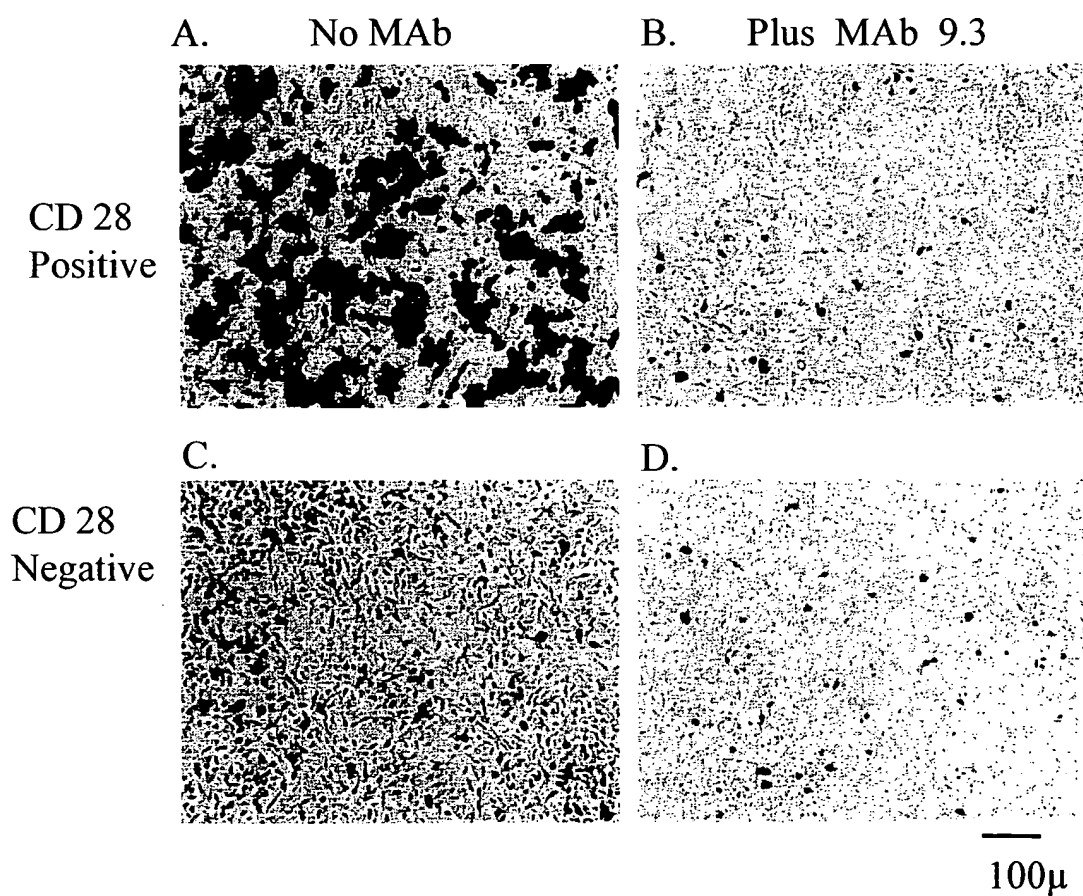 A. No MAb
B. Plus MAb 9.3
CD 28
Positive
C.
D.
CD 28
Negative
100µ